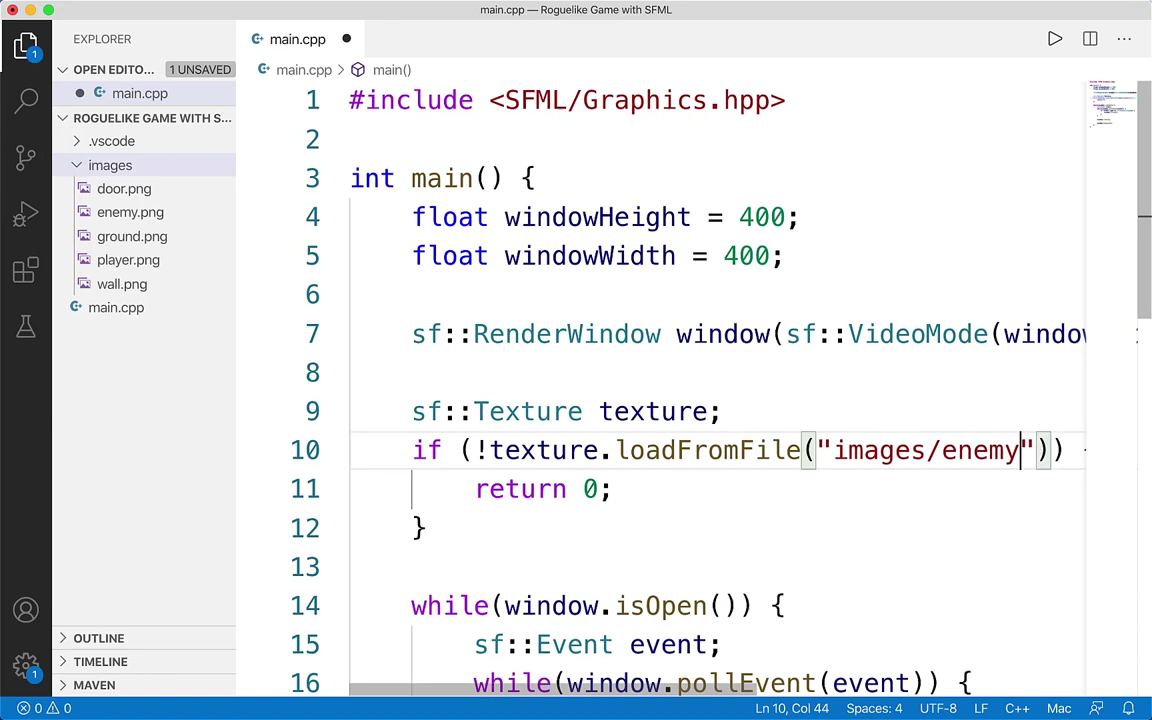 main.cpp — Roguelike Game with SFML
EXPLORER
main.cpp
OPEN EDITO... 1 UNSAVED
main.cpp > main()
main.cpp
ROGUELIKE GAME WITH S...
.vscode
images
door.png
enemy.png
ground.png
player.png
wall.png
main.cpp
OUTLINE
TIMELINE
MAVEN
1
1
1 #include <SFML/Graphics.hpp>
2
3 int main() {
4 float windowHeight = 400;
5 float windowWidth = 400;
6
7 sf::RenderWindow window(sf::VideoMode(window
8
9 sf::Texture texture;
10 if (!texture.loadFromFile("images/enemy"))
11 return 0;
12 }
13
14 while(window.isOpen()) {
15 sf::Event event;
16 while(window.pollEvent(event)) {
0 0 Ln 10, Col 44 Spaces: 4 UTF-8 LF C++ Mac